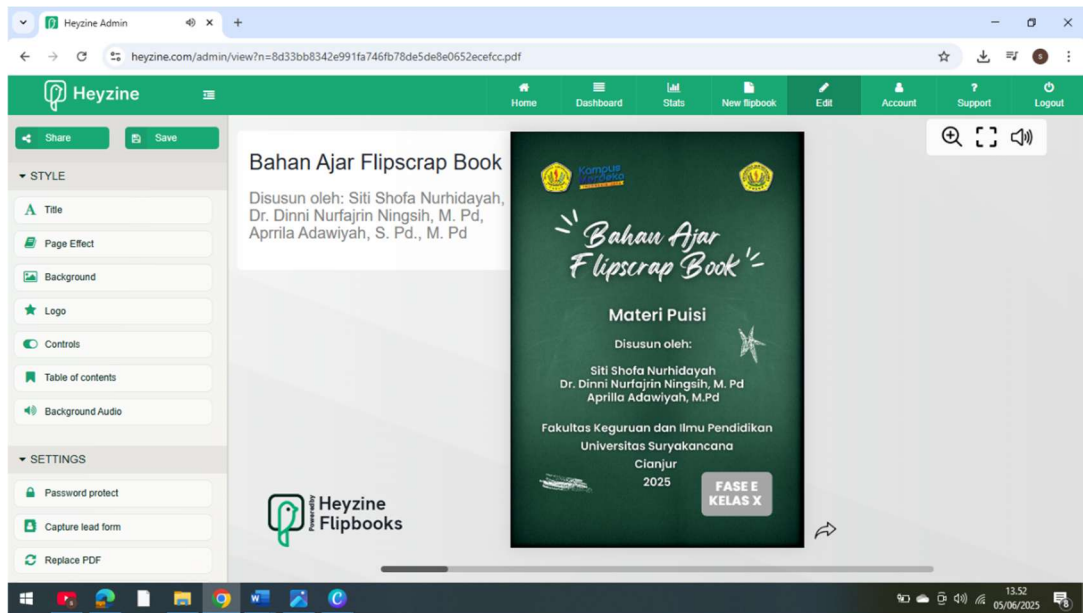 Heyzine Admin
heyzine.com/admin/view?n=8d33bb8342e991fa746fb78de5de8e0652ecefcc.pdf
Heyzine
Home
Dashboard
Stats
New flipbook
Edit
Account
Support
Logout
Share
Save
STYLE
Title
Page Effect
Background
Logo
Controls
Table of contents
Background Audio
SETTINGS
Password protect
Capture lead form
Replace PDF
Bahan Ajar Flipscrap Book
Disusun oleh: Siti Shofa Nurhidayah,
Dr. Dinni Nurfajrin Ningsih, M. Pd,
Aprrila Adawiyah, S. Pd., M. Pd
Powered by
Heyzine
Flipbooks
Kampus
Merdeka
Bahan Ajar
Flipscrap Book
Materi Puisi
Disusun oleh:
Siti Shofa Nurhidayah
Dr. Dinni Nurfajrin Ningsih, M. Pd
Aprilla Adawiyah, M.Pd
Fakultas Keguruan dan Ilmu Pendidikan
Universitas Suryakancana
Cianjur
2025
FASE E
KELAS X
13.52
05/06/2025